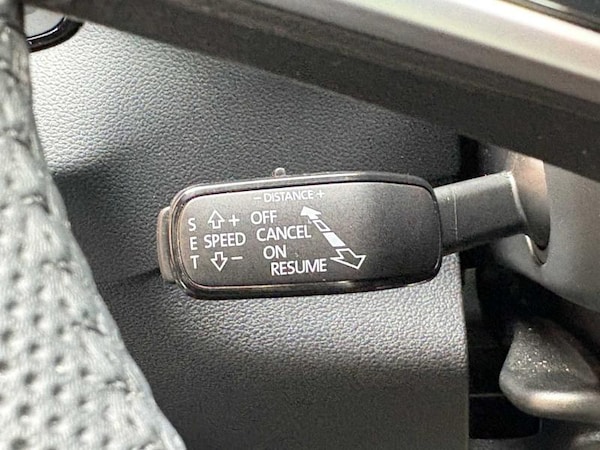 - DISTANCE +
S ⇧+ OFF
E SPEED CANCEL
ON
T ⇩- RESUME